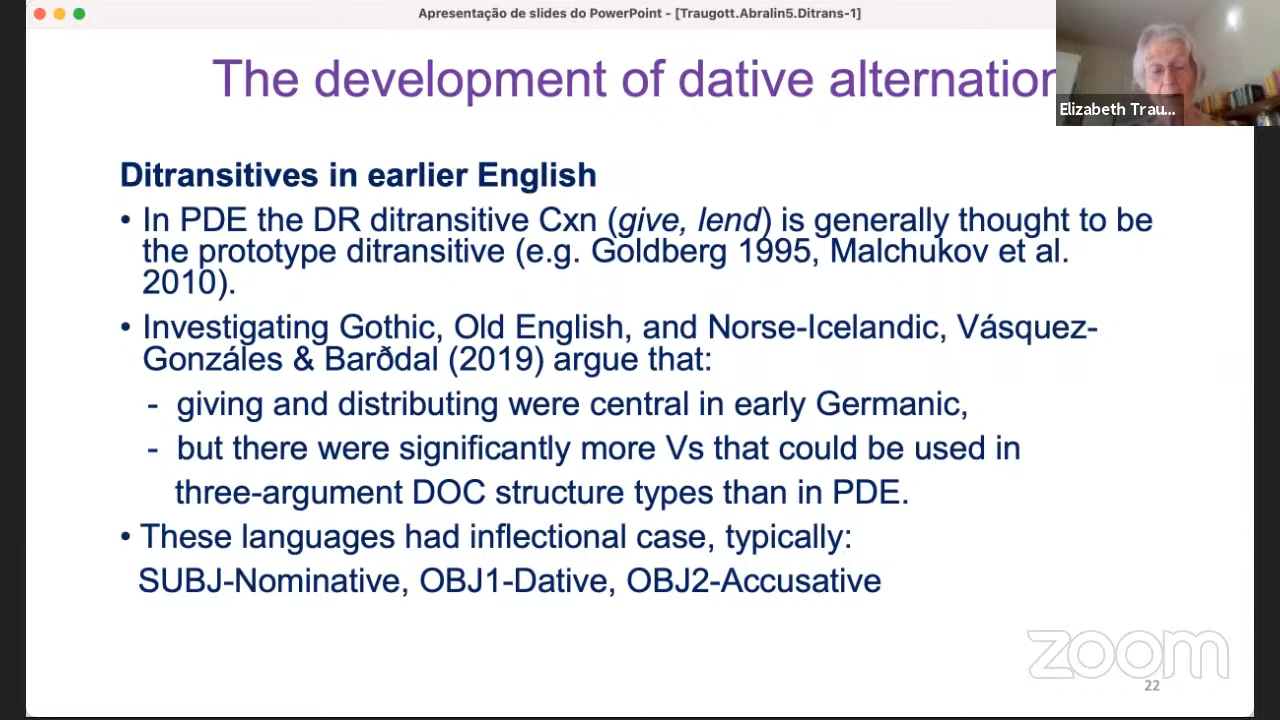 Apresentação de slides do PowerPoint - [Traugott.Abralin5.Ditrans-1]
The development of dative alternation
Elizabeth Trau...
Ditransitives in earlier English
• In PDE the DR ditransitive Cxn (give, lend) is generally thought to be
the prototype ditransitive (e.g. Goldberg 1995, Malchukov et al.
2010).
• Investigating Gothic, Old English, and Norse-Icelandic, Vásquez-
Gonzáles & Barðdal (2019) argue that:
- giving and distributing were central in early Germanic,
- but there were significantly more Vs that could be used in
three-argument DOC structure types than in PDE.
• These languages had inflectional case, typically:
SUBJ-Nominative, OBJ1-Dative, OBJ2-Accusative
zoom
22